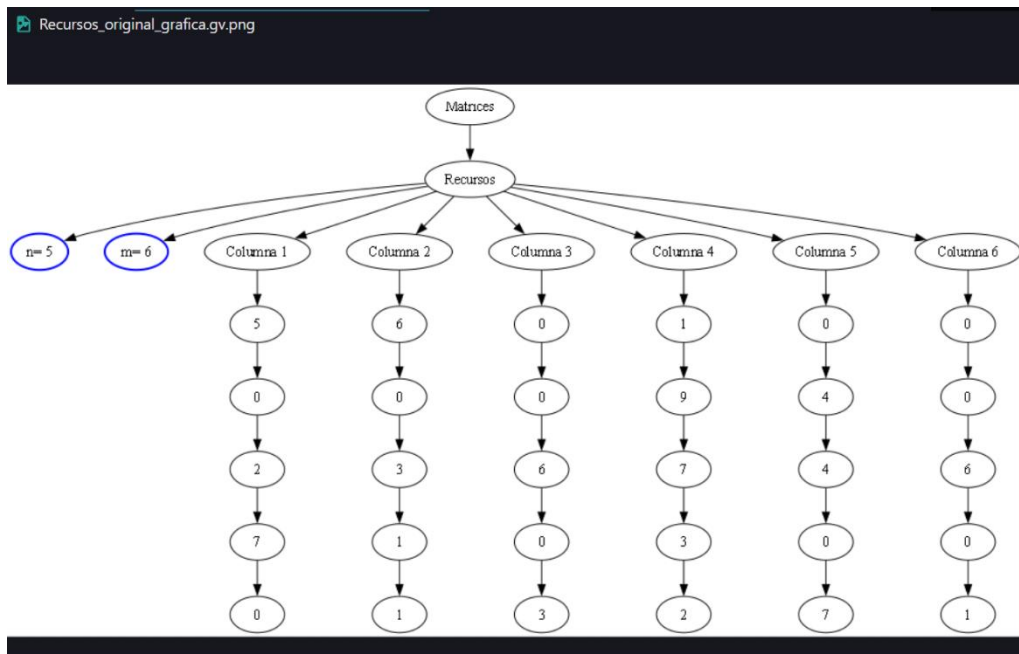 Recursos_original_grafica.gv.png
Matrices
Recursos
n= 5 m= 6 Columna 1 Columna 2 Columna 3 Columna 4 Columna 5 Columna 6
5 6 0 1 0 0
0 0 0 9 4 0
2 3 6 7 4 6
7 1 0 3 0 0
0 1 3 2 7 1